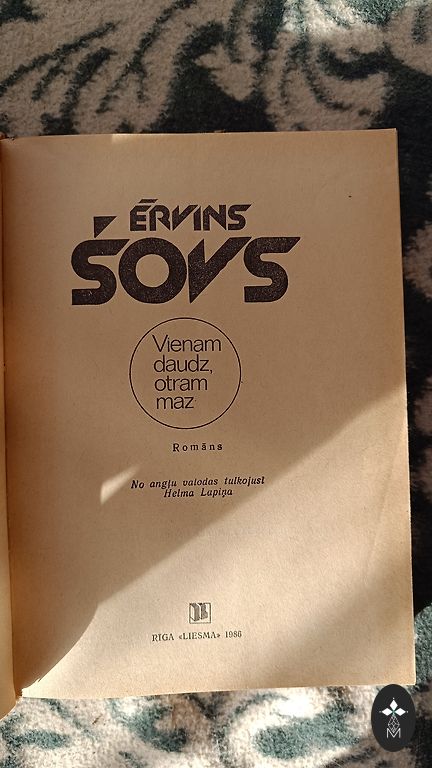 ĒRVINS
ŠOVS
Vienam
daudz,
otram
maz
Romāns
No angļu valodas tulkojusi
Helma Lapiņa
RĪGA «LIESMA» 1986
M